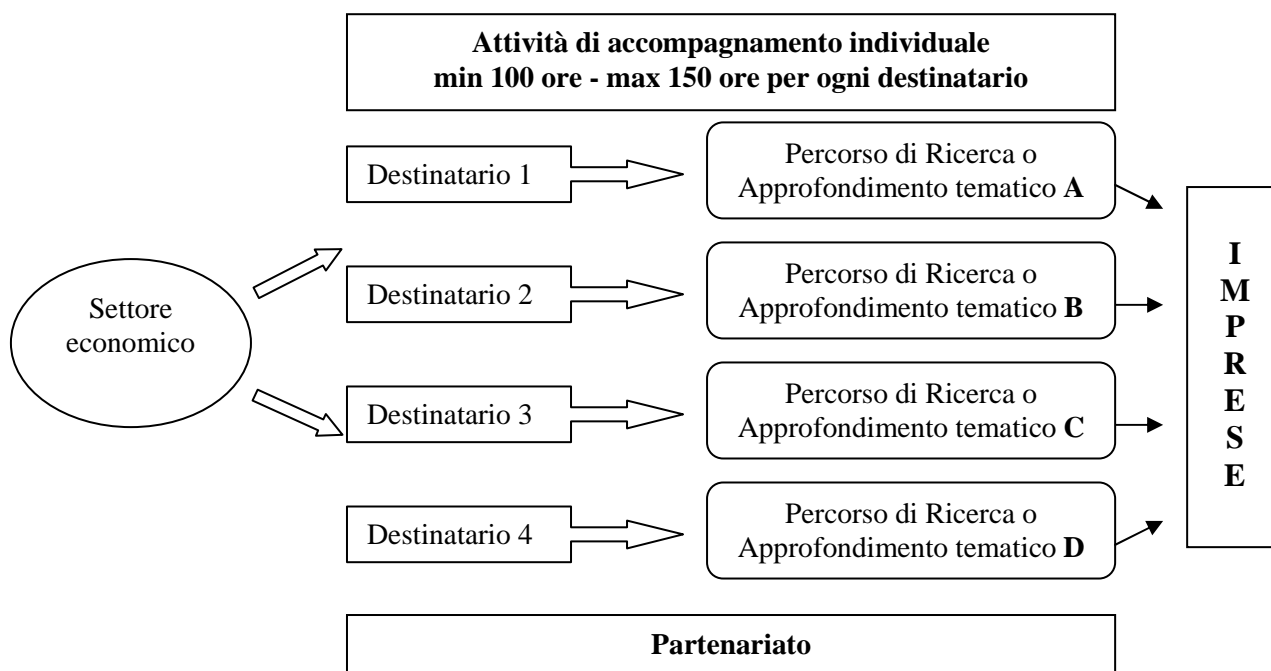 Attività di accompagnamento individuale
min 100 ore - max 150 ore per ogni destinatario
Settore
economico
Destinatario 1
Percorso di Ricerca o
Approfondimento tematico A
Destinatario 2
Percorso di Ricerca o
Approfondimento tematico B
Destinatario 3
Percorso di Ricerca o
Approfondimento tematico C
Destinatario 4
Percorso di Ricerca o
Approfondimento tematico D
I
M
P
R
E
S
E
Partenariato